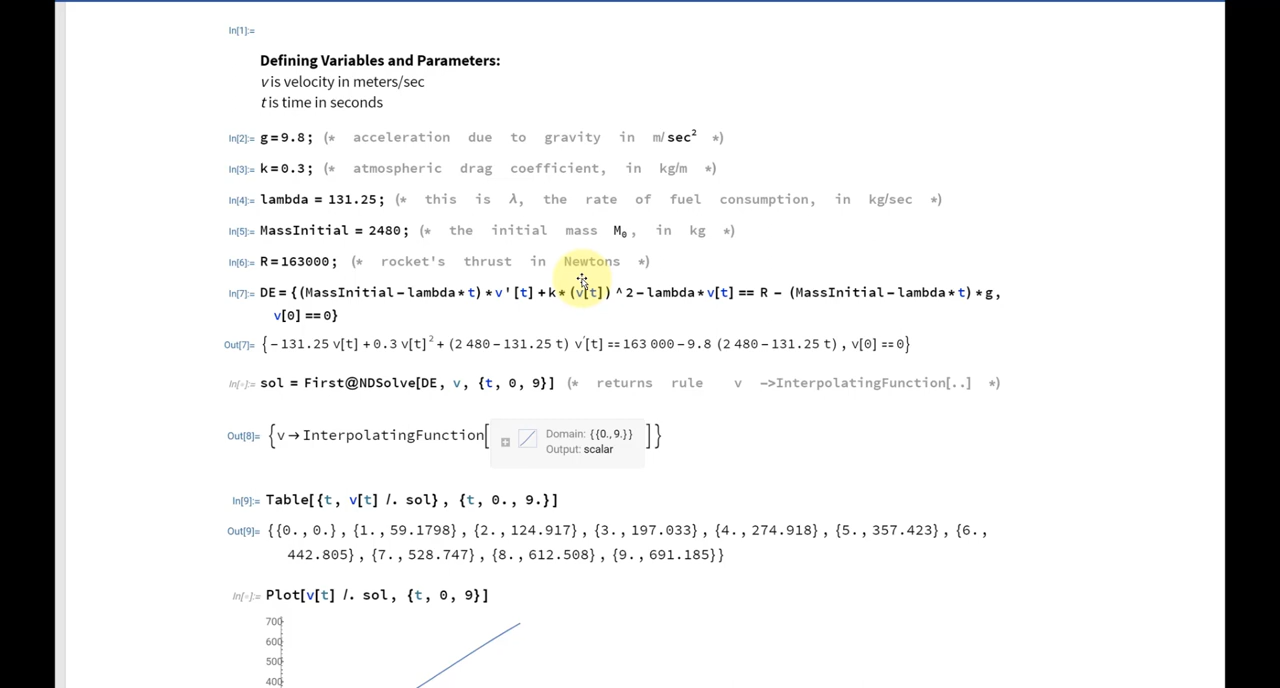 In[1]:=
Defining Variables and Parameters:
v is velocity in meters/sec
t is time in seconds
In[2]:= g=9.8; (* acceleration due to gravity in m/sec² *)
In[3]:= k=0.3; (* atmospheric drag coefficient, in kg/m *)
In[4]:= lambda = 131.25; (* this is λ, the rate of fuel consumption, in kg/sec *)
In[5]:= MassInitial = 2480; (* the initial mass M₀, in kg *)
In[6]:= R=163000; (* rocket's thrust in Newtons *)
In[7]:= DE={(MassInitial-lambda*t)*v'[t]+k*(v[t])^2-lambda*v[t]==R-(MassInitial-lambda*t)*g,
v[0]==0}
Out[7]= {-131.25 v[t]+0.3 v[t]²+(2480-131.25 t) v′[t]==163000-9.8 (2480-131.25 t), v[0]==0}
In[◦]:= sol = First@NDSolve[DE, v, {t, 0, 9}] (* returns rule v ->InterpolatingFunction[..] *)
Out[8]= {v→InterpolatingFunction[ Domain: {{0., 9.}} ]}
Output: scalar
In[9]:= Table[{t, v[t] /. sol}, {t, 0., 9.}]
Out[9]= {{0., 0.}, {1., 59.1798}, {2., 124.917}, {3., 197.033}, {4., 274.918}, {5., 357.423}, {6.,
442.805}, {7., 528.747}, {8., 612.508}, {9., 691.185}}
In[◦]:= Plot[v[t] /. sol, {t, 0, 9}]
700
600
500
400